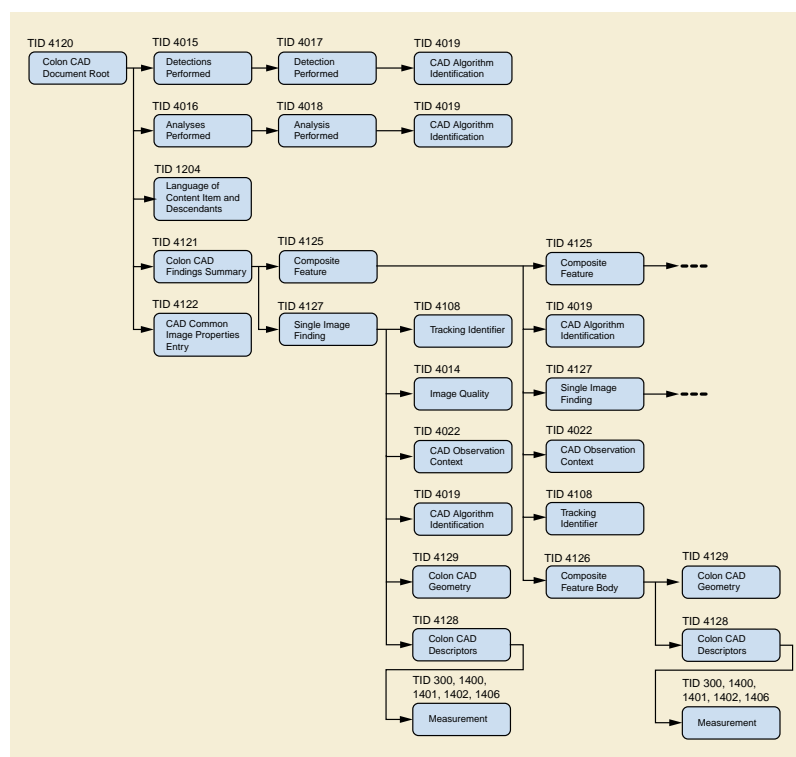 TID 4120
Colon CAD
Document Root
TID 4015
Detections
Performed
TID 4017
Detection
Performed
TID 4019
CAD Algorithm
Identification
TID 4016
Analyses
Performed
TID 4018
Analysis
Performed
TID 4019
CAD Algorithm
Identification
TID 1204
Language of
Content Item and
Descendants
TID 4121
Colon CAD
Findings Summary
TID 4125
Composite
Feature
TID 4125
Composite
Feature
TID 4122
CAD Common
Image Properties
Entry
TID 4127
Single Image
Finding
TID 4108
Tracking Identifier
TID 4019
CAD Algorithm
Identification
TID 4014
Image Quality
TID 4127
Single Image
Finding
TID 4022
CAD Observation
Context
TID 4022
CAD Observation
Context
TID 4019
CAD Algorithm
Identification
TID 4108
Tracking
Identifier
TID 4129
Colon CAD
Geometry
TID 4126
Composite
Feature Body
TID 4129
Colon CAD
Geometry
TID 4128
Colon CAD
Descriptors
TID 4128
Colon CAD
Descriptors
TID 300, 1400,
1401, 1402, 1406
Measurement
TID 300, 1400,
1401, 1402, 1406
Measurement